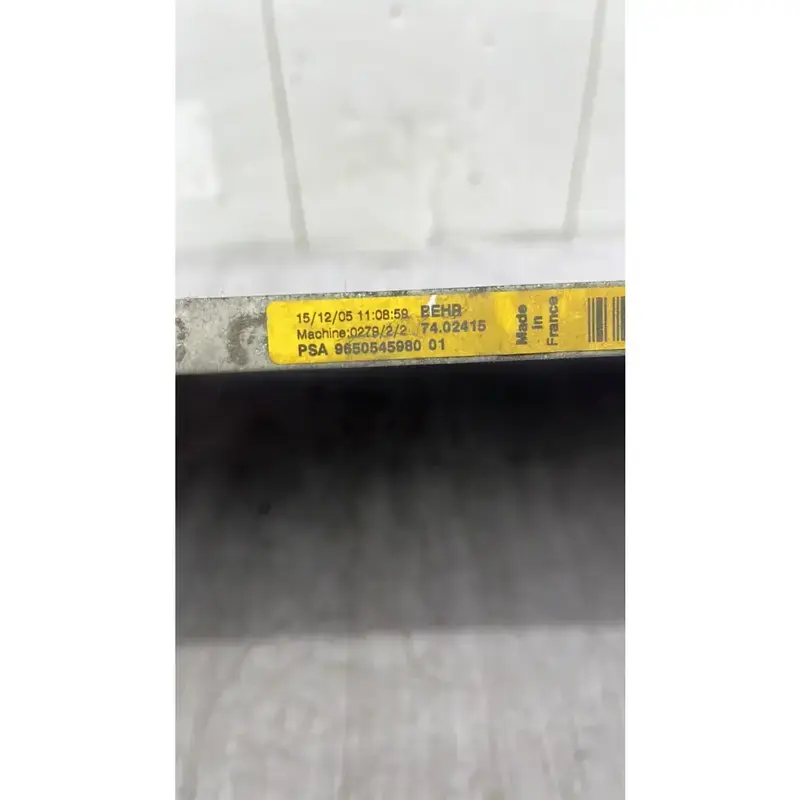 15/12/05 11:08:59 BEHR
Machine:0279/2/2 74.02415
PSA 9650545980 01
Made
in
France